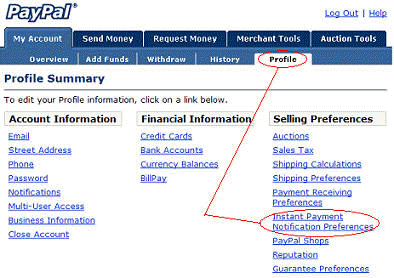 PayPal®
Log Out | Help
My Account Send Money Request Money Merchant Tools Auction Tools
Overview Add Funds Withdraw History Profile
Profile Summary
To edit your Profile information, click on a link below.
Account Information
Email
Street Address
Phone
Password
Notifications
Multi-User Access
Business Information
Close Account
Financial Information
Credit Cards
Bank Accounts
Currency Balances
BillPay
Selling Preferences
Auctions
Sales Tax
Shipping Calculations
Shipping Preferences
Payment Receiving
Preferences
Instant Payment
Notification Preferences
PayPal Shops
Reputation
Guarantee Preferences